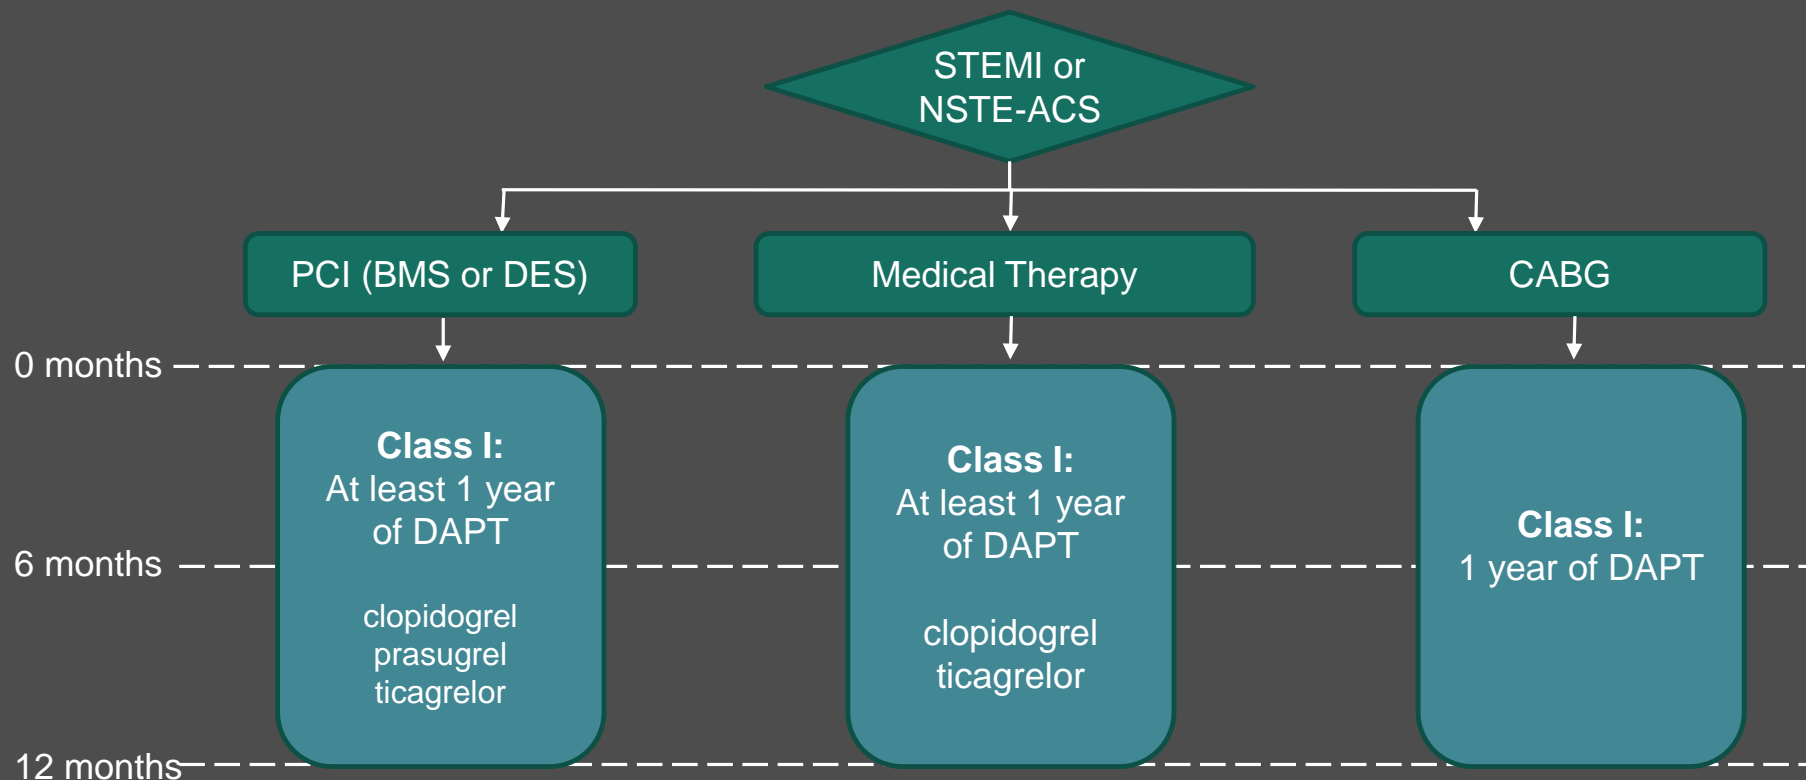 STEMI or
NSTE-ACS
PCI (BMS or DES)
Medical Therapy
CABG
0 months
Class I:
At least 1 year
of DAPT
clopidogrel
prasugrel
ticagrelor
Class I:
At least 1 year
of DAPT
clopidogrel
ticagrelor
Class I:
1 year of DAPT
6 months
12 months